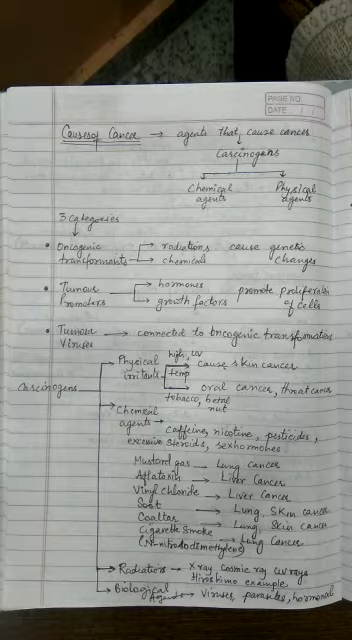 PAGE NO.
DATE / /
Causes of Cancer → agents that cause cancer
Carcinogens
Chemical agents
Physical agents
3 categories
• Oncogenic transformants → radiations → chemicals cause genetic changes
• Tumour Promoters → hormones → growth factors promote proliferation of cells
• Tumour Viruses → connected to oncogenic transformation
Carcinogens
Physical irritants high, UV temp → cause skin cancer
→ oral cancer, throat cancer
tobacco, betal nut
→ Chemical agents → caffeine, nicotine, pesticides,
excessive steroids, sex hormones
Mustard gas → Lung cancer
Aflatoxin → Liver Cancer
Vinyl chloride → Liver Cancer
Soot → Lung, Skin cancer
Coaltar → Lung Skin cancer
Cigarette Smoke → Lung Cancer
(N-nitrosodimethylene)
→ Radiations → X ray cosmic ray UV rays
Hiroshima example
→ Biological Agents → Viruses, parasites, hormonal